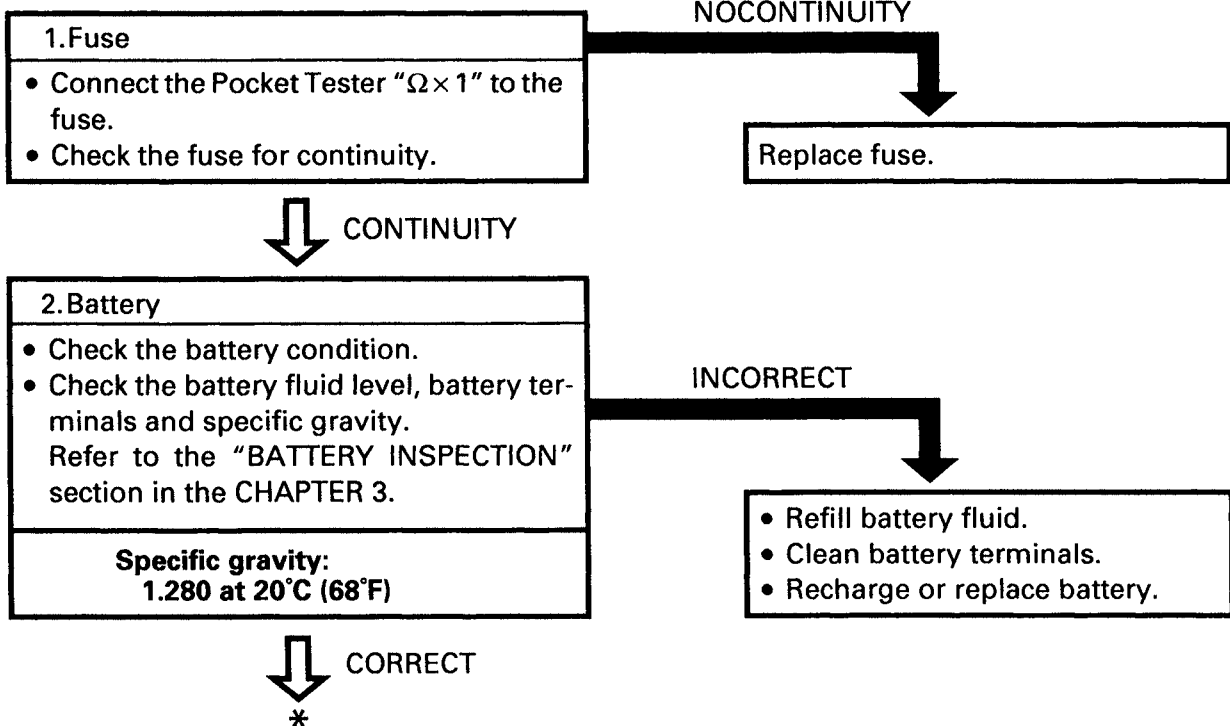 NOCONTINUITY
1.Fuse
• Connect the Pocket Tester “Ω×1” to the
fuse.
• Check the fuse for continuity.
Replace fuse.
CONTINUITY
2.Battery
• Check the battery condition.
• Check the battery fluid level, battery ter-
minals and specific gravity.
Refer to the “BATTERY INSPECTION”
section in the CHAPTER 3.
Specific gravity:
1.280 at 20°C (68°F)
INCORRECT
• Refill battery fluid.
• Clean battery terminals.
• Recharge or replace battery.
CORRECT
*